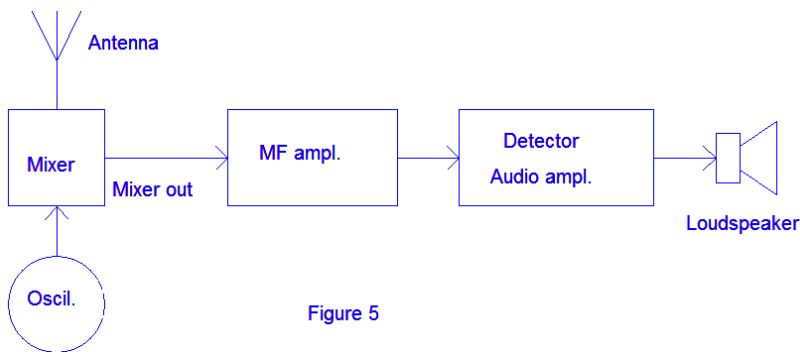 Antenna
Mixer
Mixer out
MF ampl.
Detector
Audio ampl.
Loudspeaker
Oscil.
Figure 5